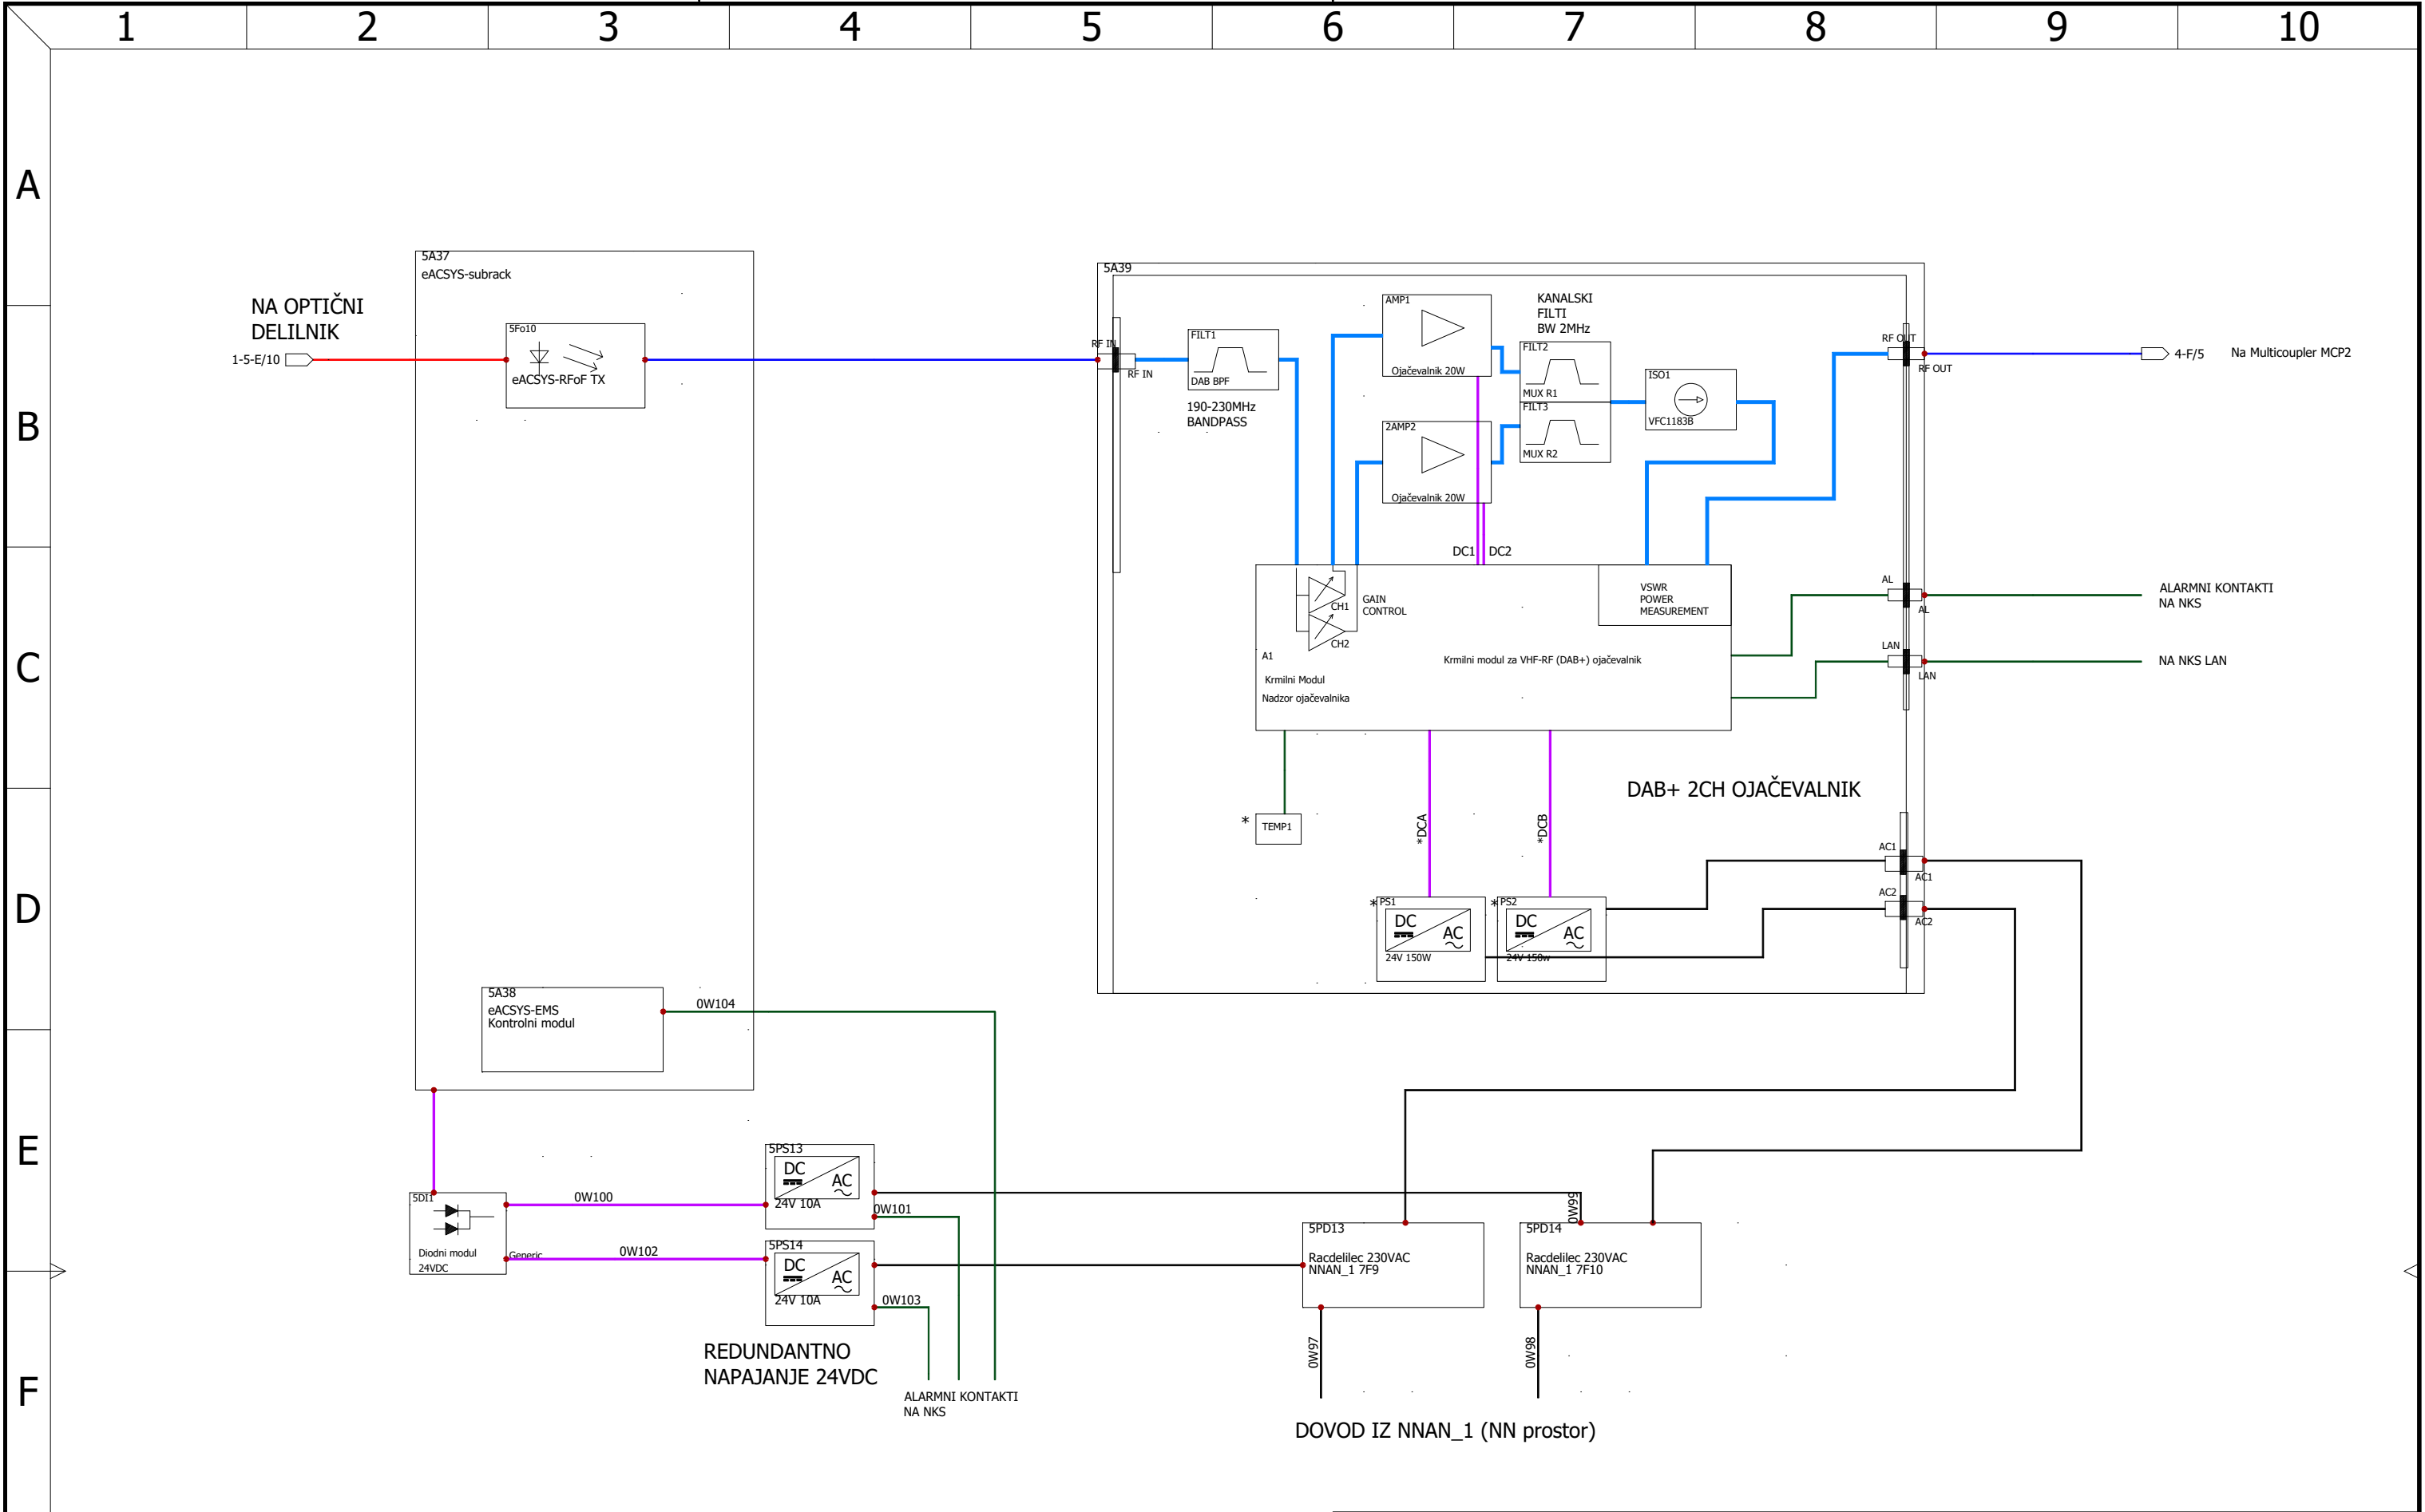 1 2 3 4 5 6 7 8 9 10
A
B
C
D
E
F
5A37
eACSYS-subrack
NA OPTIČNI
DELILNIK
1-5-E/10
5Fo10
eACSYS-RFoF TX
5A39
RF IN
RF IN
FILT1
DAB BPF
190-230MHz
BANDPASS
AMP1
Ojačevalnik 20W
2AMP2
Ojačevalnik 20W
KANALSKI
FILTI
BW 2MHz
FILT2
MUX R1
FILT3
MUX R2
ISO1
VFC1183B
RF OUT
RF OUT
4-F/5
Na Multicoupler MCP2
DC1
DC2
CH1
CH2
GAIN
CONTROL
VSWR
POWER
MEASUREMENT
A1
Krmilni Modul
Nadzor ojačevalnika
Krmilni modul za VHF-RF (DAB+) ojačevalnik
AL
AL
ALARMNI KONTAKTI
NA NKS
LAN
LAN
NA NKS LAN
DAB+ 2CH OJAČEVALNIK
*
TEMP1
*DCA
*DCB
*PS1
DC
AC
24V 150W
*PS2
DC
AC
24V 150w
AC1
AC1
AC2
AC2
5A38
eACSYS-EMS
Kontrolni modul
0W104
5DI1
Diodni modul
24VDC
Generic
0W100
0W102
5PS13
DC
AC
24V 10A
0W101
5PS14
DC
AC
24V 10A
0W103
REDUNDANTNO
NAPAJANJE 24VDC
ALARMNI KONTAKTI
NA NKS
5PD13
Racdelilec 230VAC
NNAN_1 7F9
0W99
5PD14
Racdelilec 230VAC
NNAN_1 7F10
0W97
0W98
DOVOD IZ NNAN_1 (NN prostor)